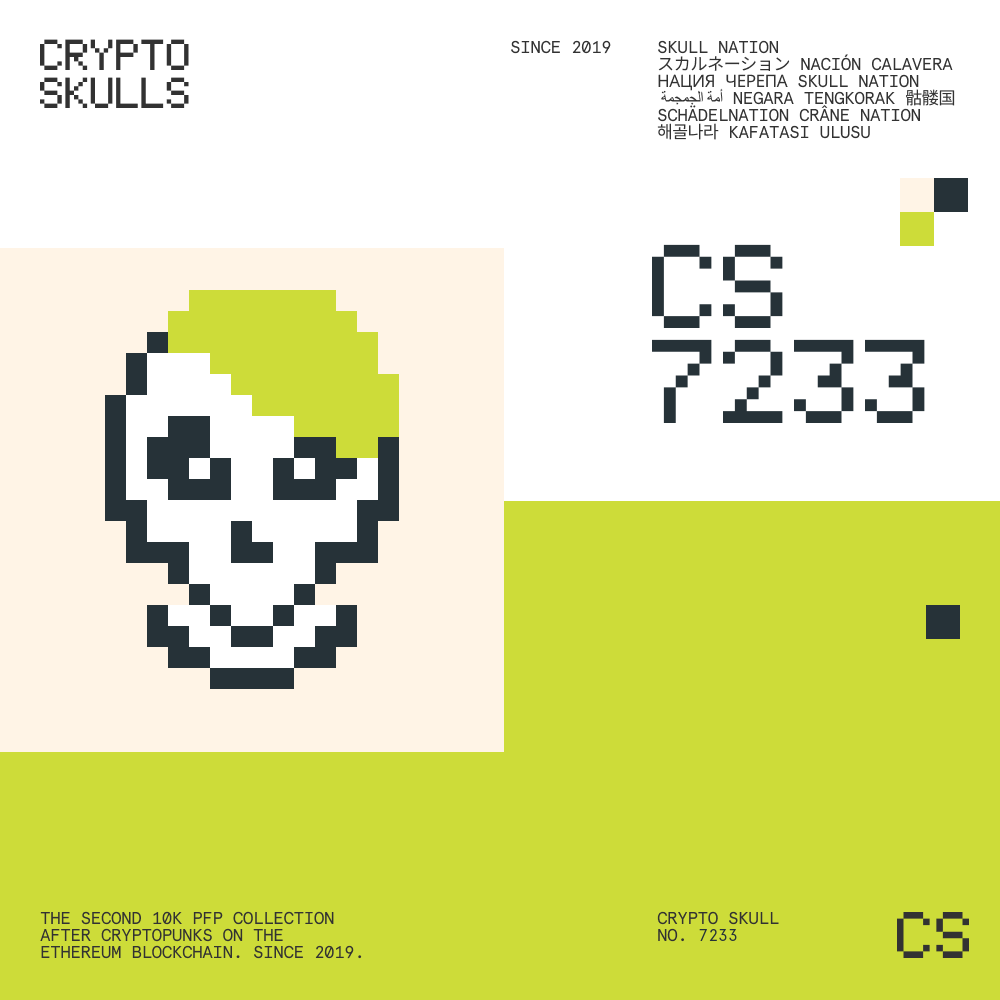 CRYPTO
SKULLS
SINCE 2019
SKULL NATION
スカルネーション NACIÓN CALAVERA
НАЦИЯ ЧЕРЕПА SKULL NATION
أمة الجمجمة NEGARA TENGKORAK 骷髅国
SCHÄDELNATION CRÂNE NATION
해골나라 KAFATASI ULUSU
CS
7233
THE SECOND 10K PFP COLLECTION
AFTER CRYPTOPUNKS ON THE
ETHEREUM BLOCKCHAIN. SINCE 2019.
CRYPTO SKULL
NO. 7233
CS